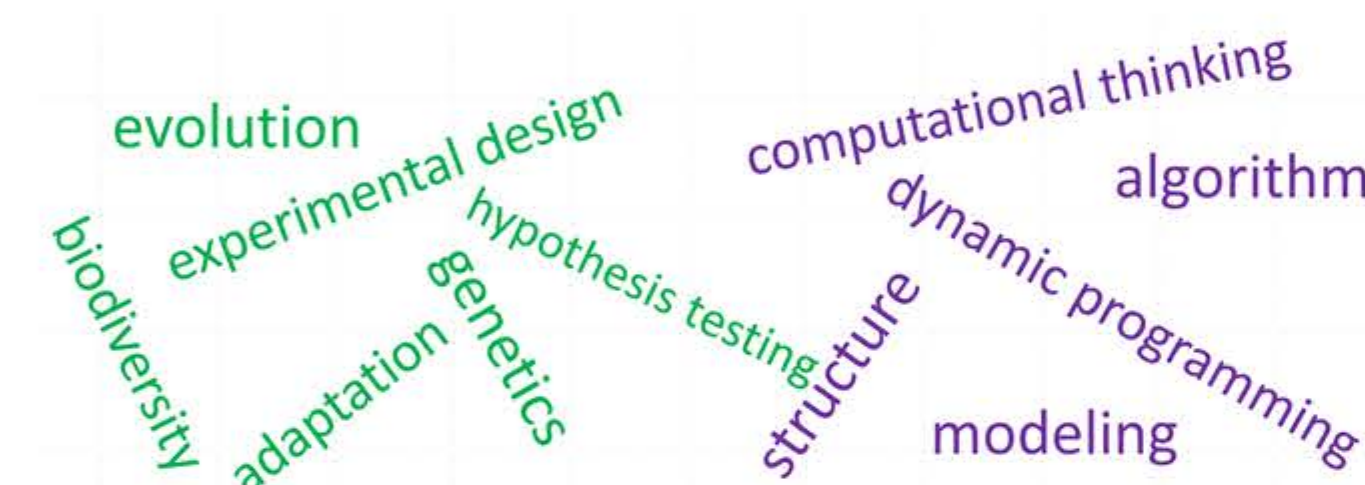 evolution
experimental design
hypothesis testing
biodiversity
genetics
adaptation
computational thinking
algorithm
dynamic programming
structure
modeling